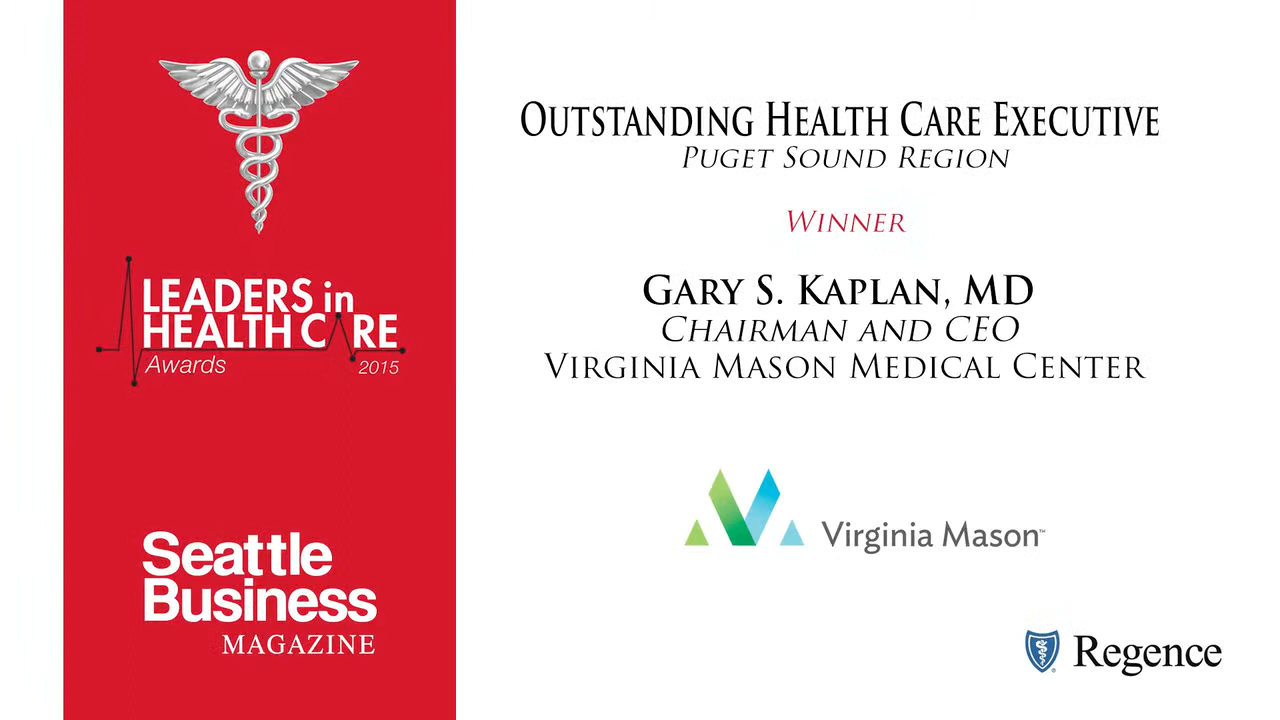 LEADERS in
HEALTH CARE
Awards 2015
Seattle
Business
MAGAZINE
OUTSTANDING HEALTH CARE EXECUTIVE
PUGET SOUND REGION
WINNER
GARY S. KAPLAN, MD
CHAIRMAN AND CEO
VIRGINIA MASON MEDICAL CENTER
Virginia Mason™
Regence